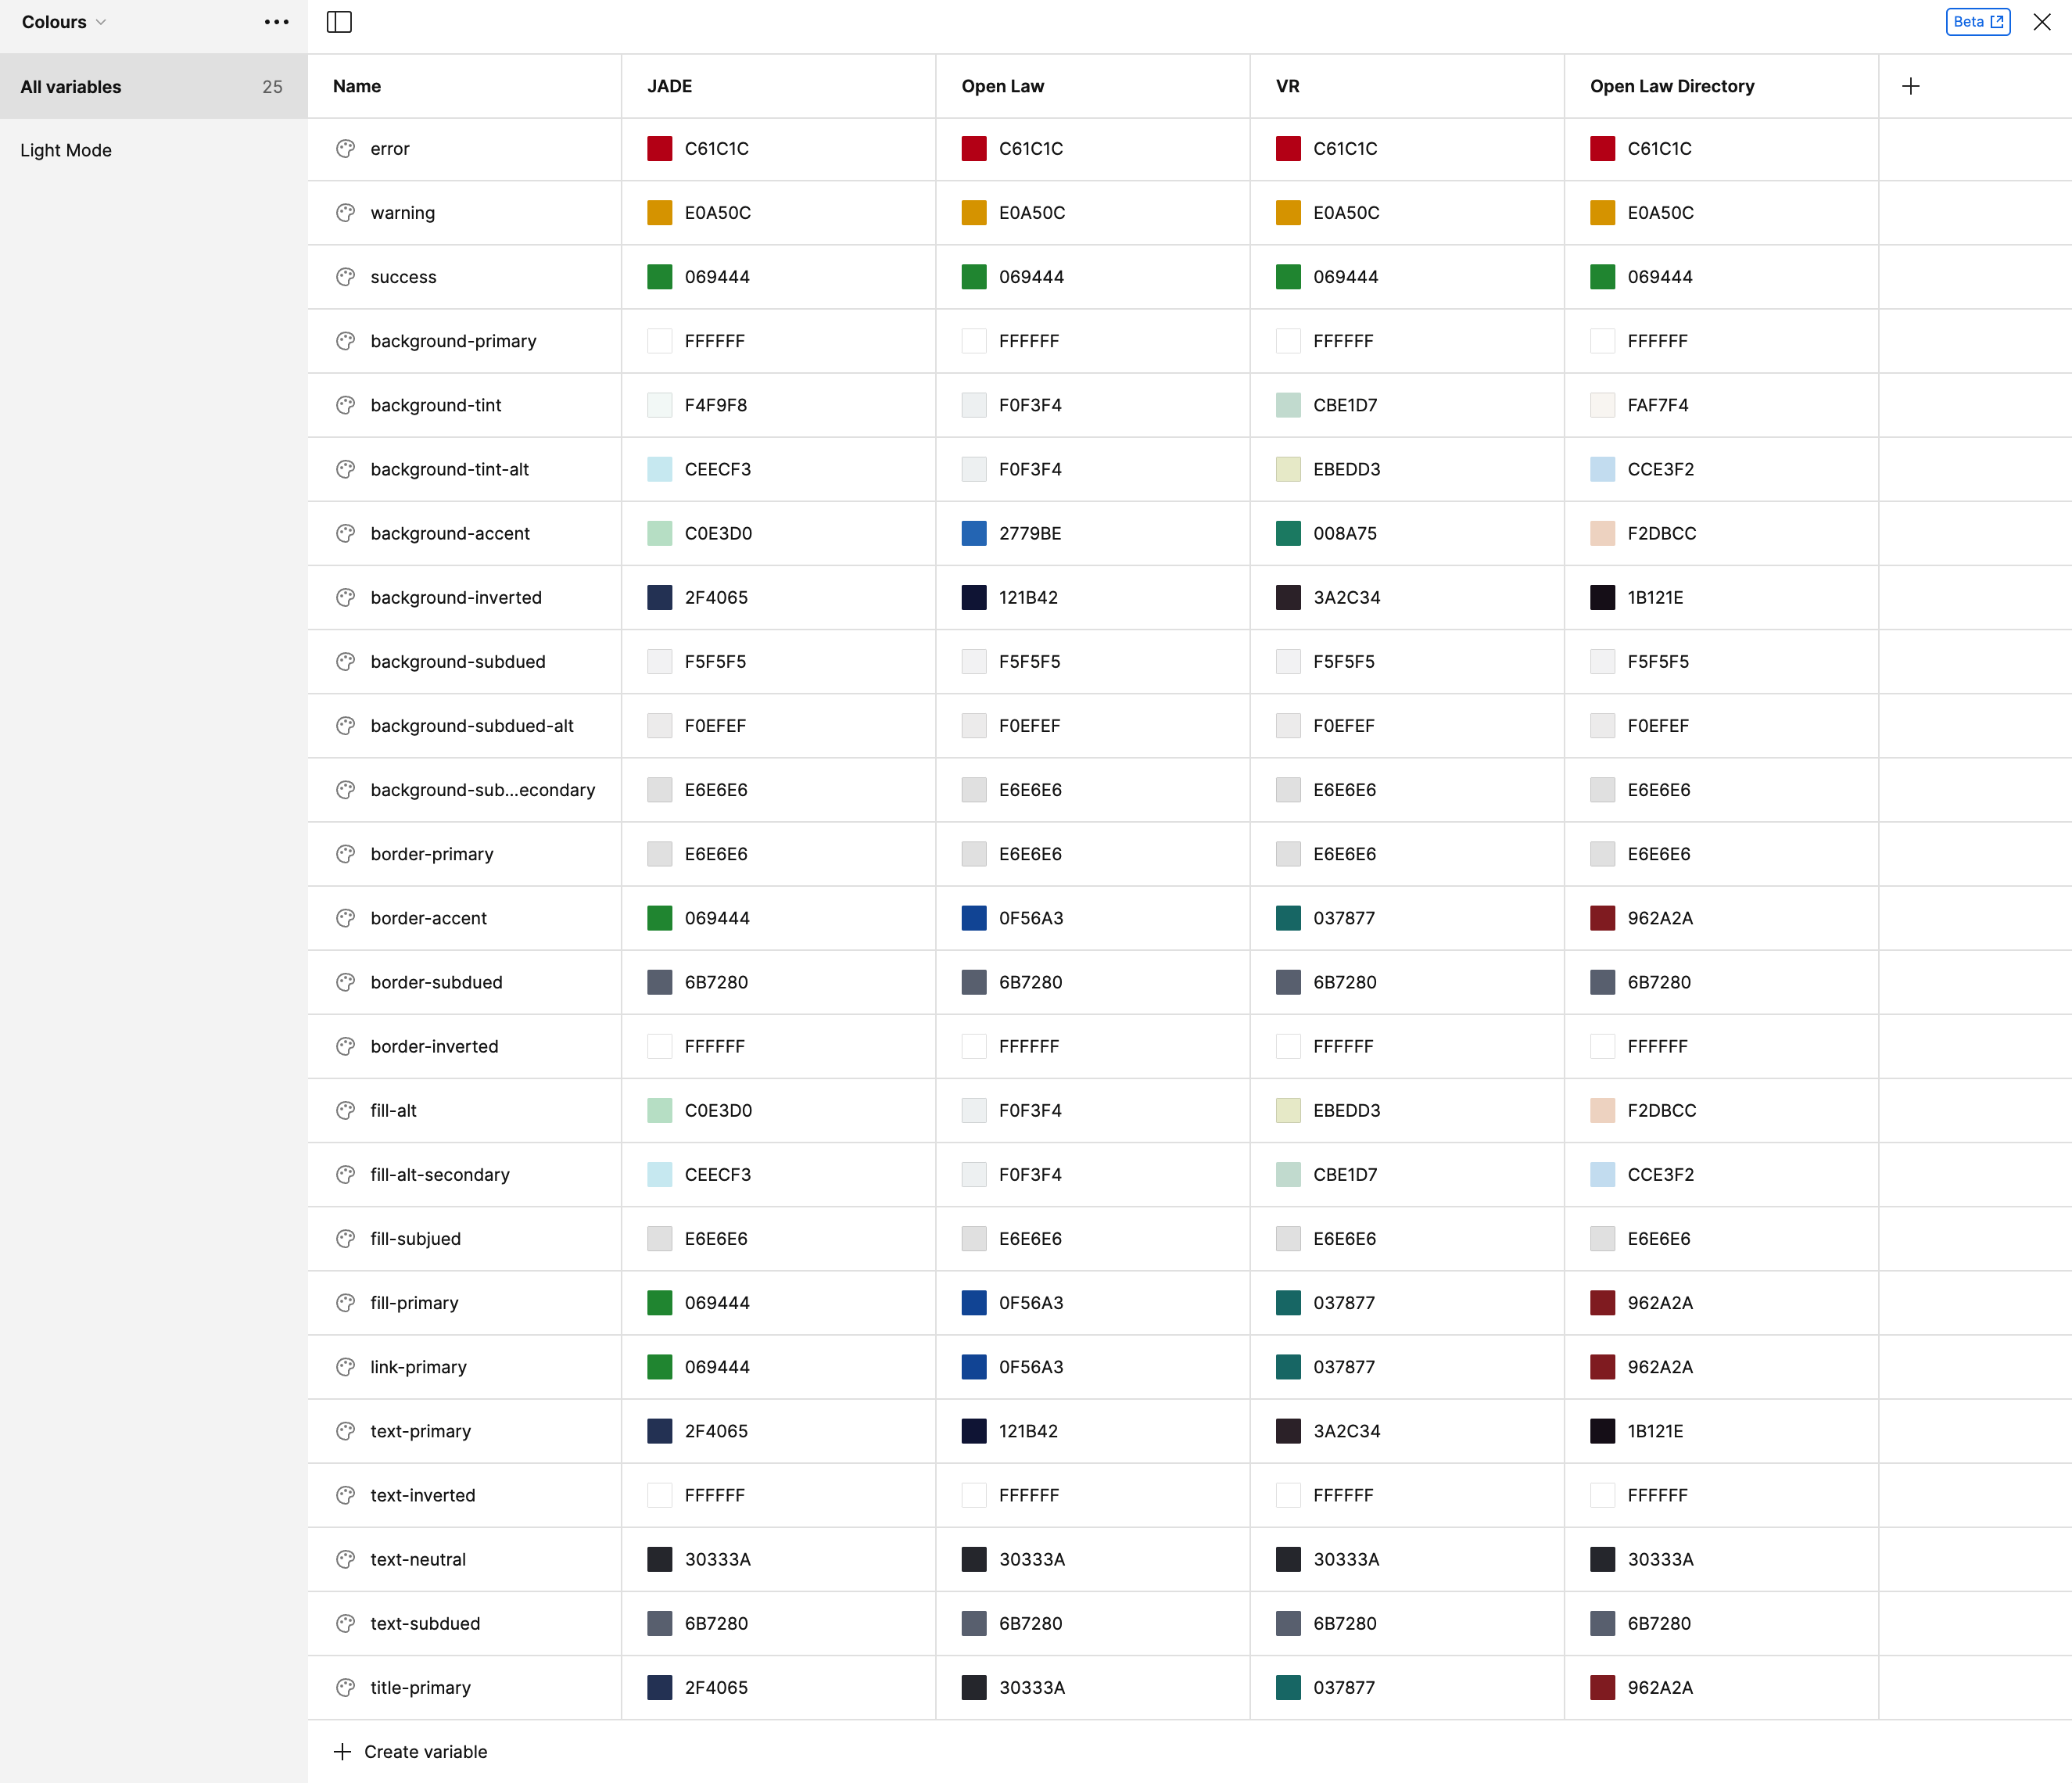 Colours
Beta
All variables 25
Light Mode
Name JADE Open Law VR Open Law Directory
error C61C1C C61C1C C61C1C C61C1C
warning E0A50C E0A50C E0A50C E0A50C
success 069444 069444 069444 069444
background-primary FFFFFF FFFFFF FFFFFF FFFFFF
background-tint F4F9F8 F0F3F4 CBE1D7 FAF7F4
background-tint-alt CEECF3 F0F3F4 EBEDD3 CCE3F2
background-accent C0E3D0 2779BE 008A75 F2DBCC
background-inverted 2F4065 121B42 3A2C34 1B121E
background-subdued F5F5F5 F5F5F5 F5F5F5 F5F5F5
background-subdued-alt F0EFEF F0EFEF F0EFEF F0EFEF
background-sub...econdary E6E6E6 E6E6E6 E6E6E6 E6E6E6
border-primary E6E6E6 E6E6E6 E6E6E6 E6E6E6
border-accent 069444 0F56A3 037877 962A2A
border-subdued 6B7280 6B7280 6B7280 6B7280
border-inverted FFFFFF FFFFFF FFFFFF FFFFFF
fill-alt C0E3D0 F0F3F4 EBEDD3 F2DBCC
fill-alt-secondary CEECF3 F0F3F4 CBE1D7 CCE3F2
fill-subjued E6E6E6 E6E6E6 E6E6E6 E6E6E6
fill-primary 069444 0F56A3 037877 962A2A
link-primary 069444 0F56A3 037877 962A2A
text-primary 2F4065 121B42 3A2C34 1B121E
text-inverted FFFFFF FFFFFF FFFFFF FFFFFF
text-neutral 30333A 30333A 30333A 30333A
text-subdued 6B7280 6B7280 6B7280 6B7280
title-primary 2F4065 30333A 037877 962A2A
Create variable